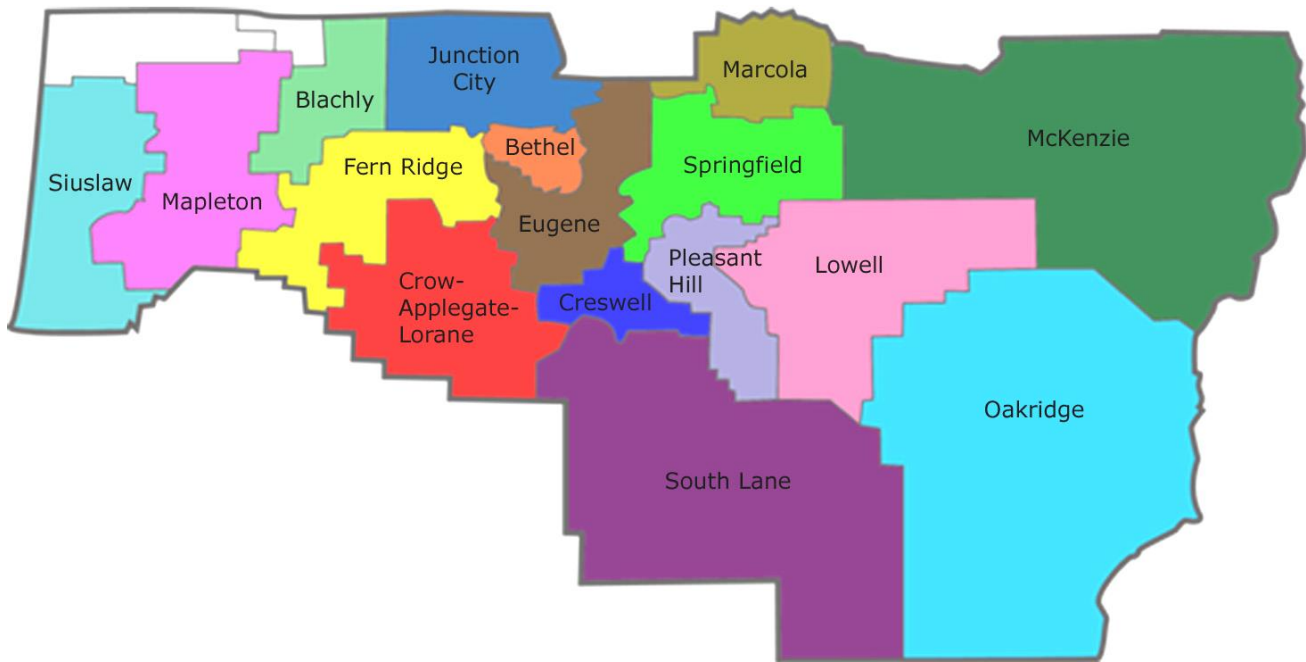 Junction
City
Marcola
Blachly
McKenzie
Bethel
Fern Ridge
Springfield
Siuslaw
Mapleton
Eugene
Pleasant
Hill
Lowell
Crow-
Applegate-
Lorane
Creswell
Oakridge
South Lane